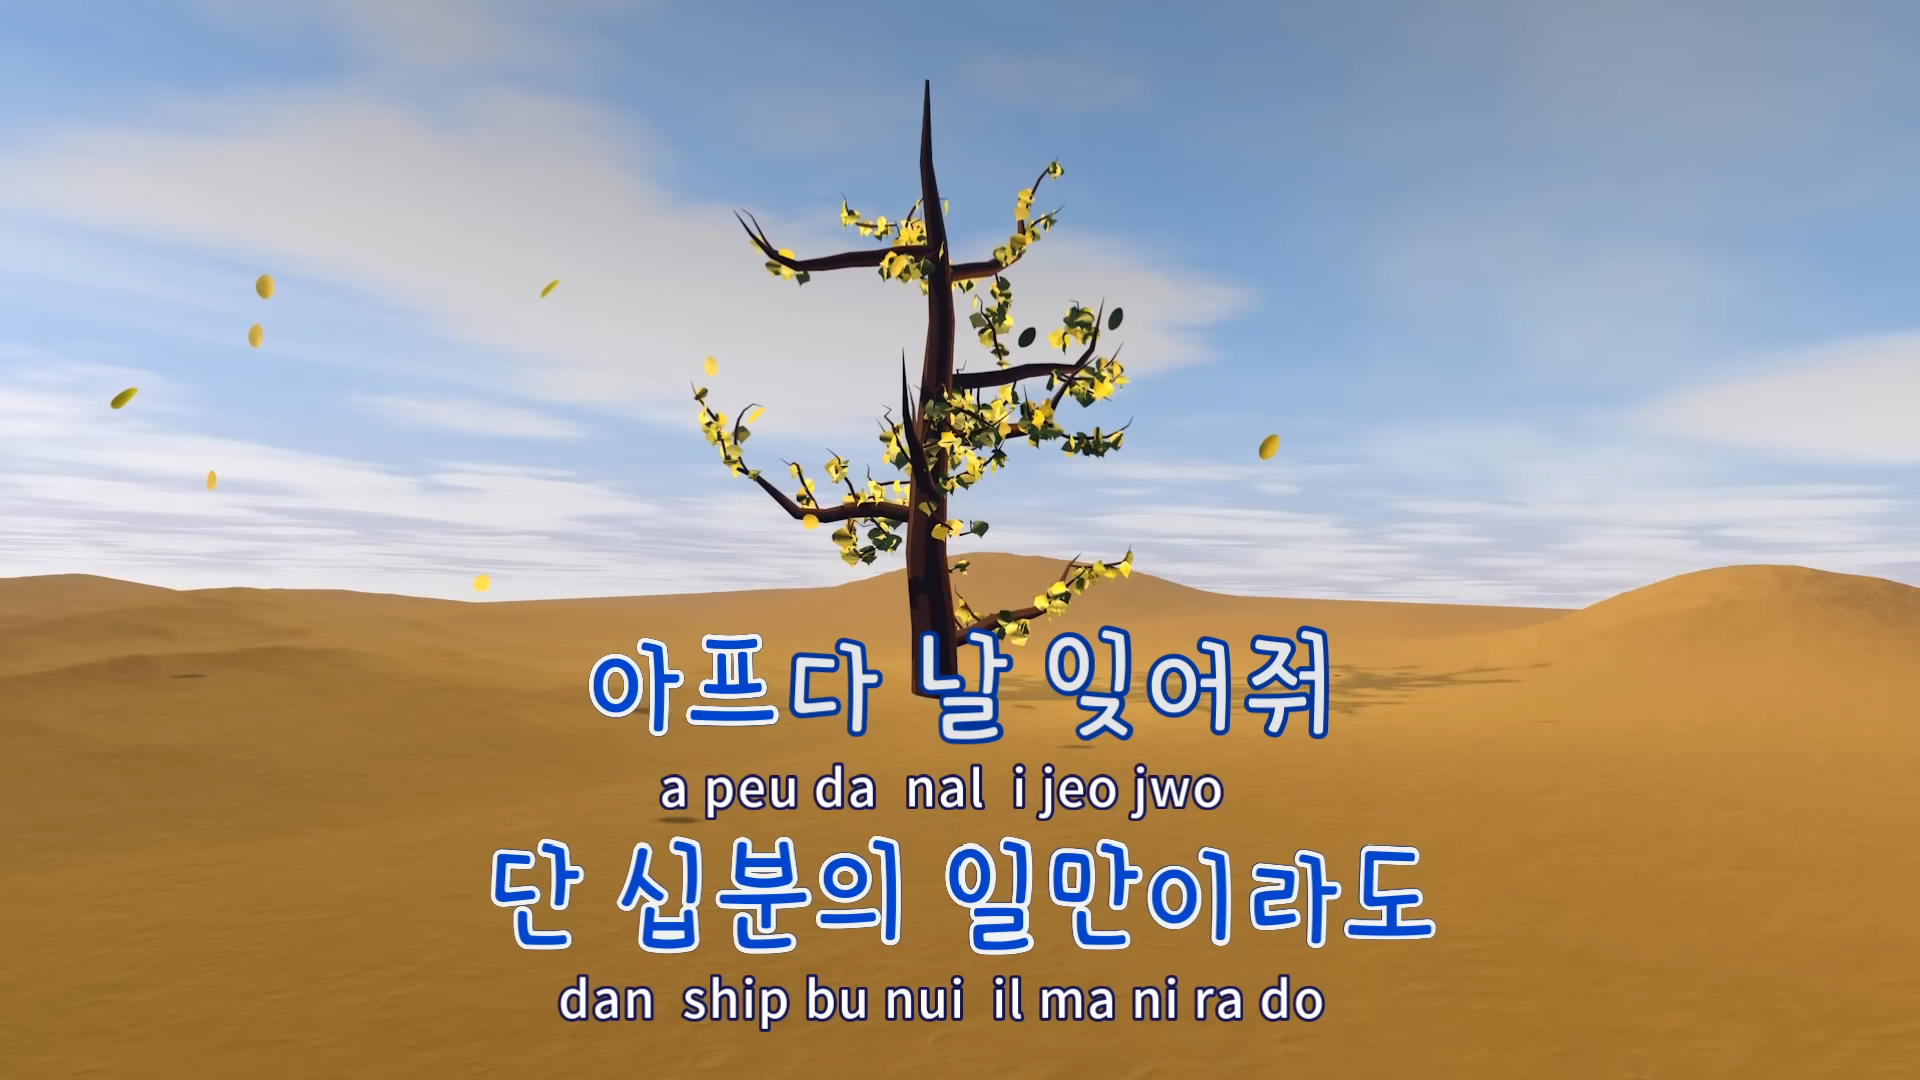 아프다 날 잊어줘
a peu da nal i jeo jwo
단 십분의 일만이라도
dan ship bu nui il ma ni ra do